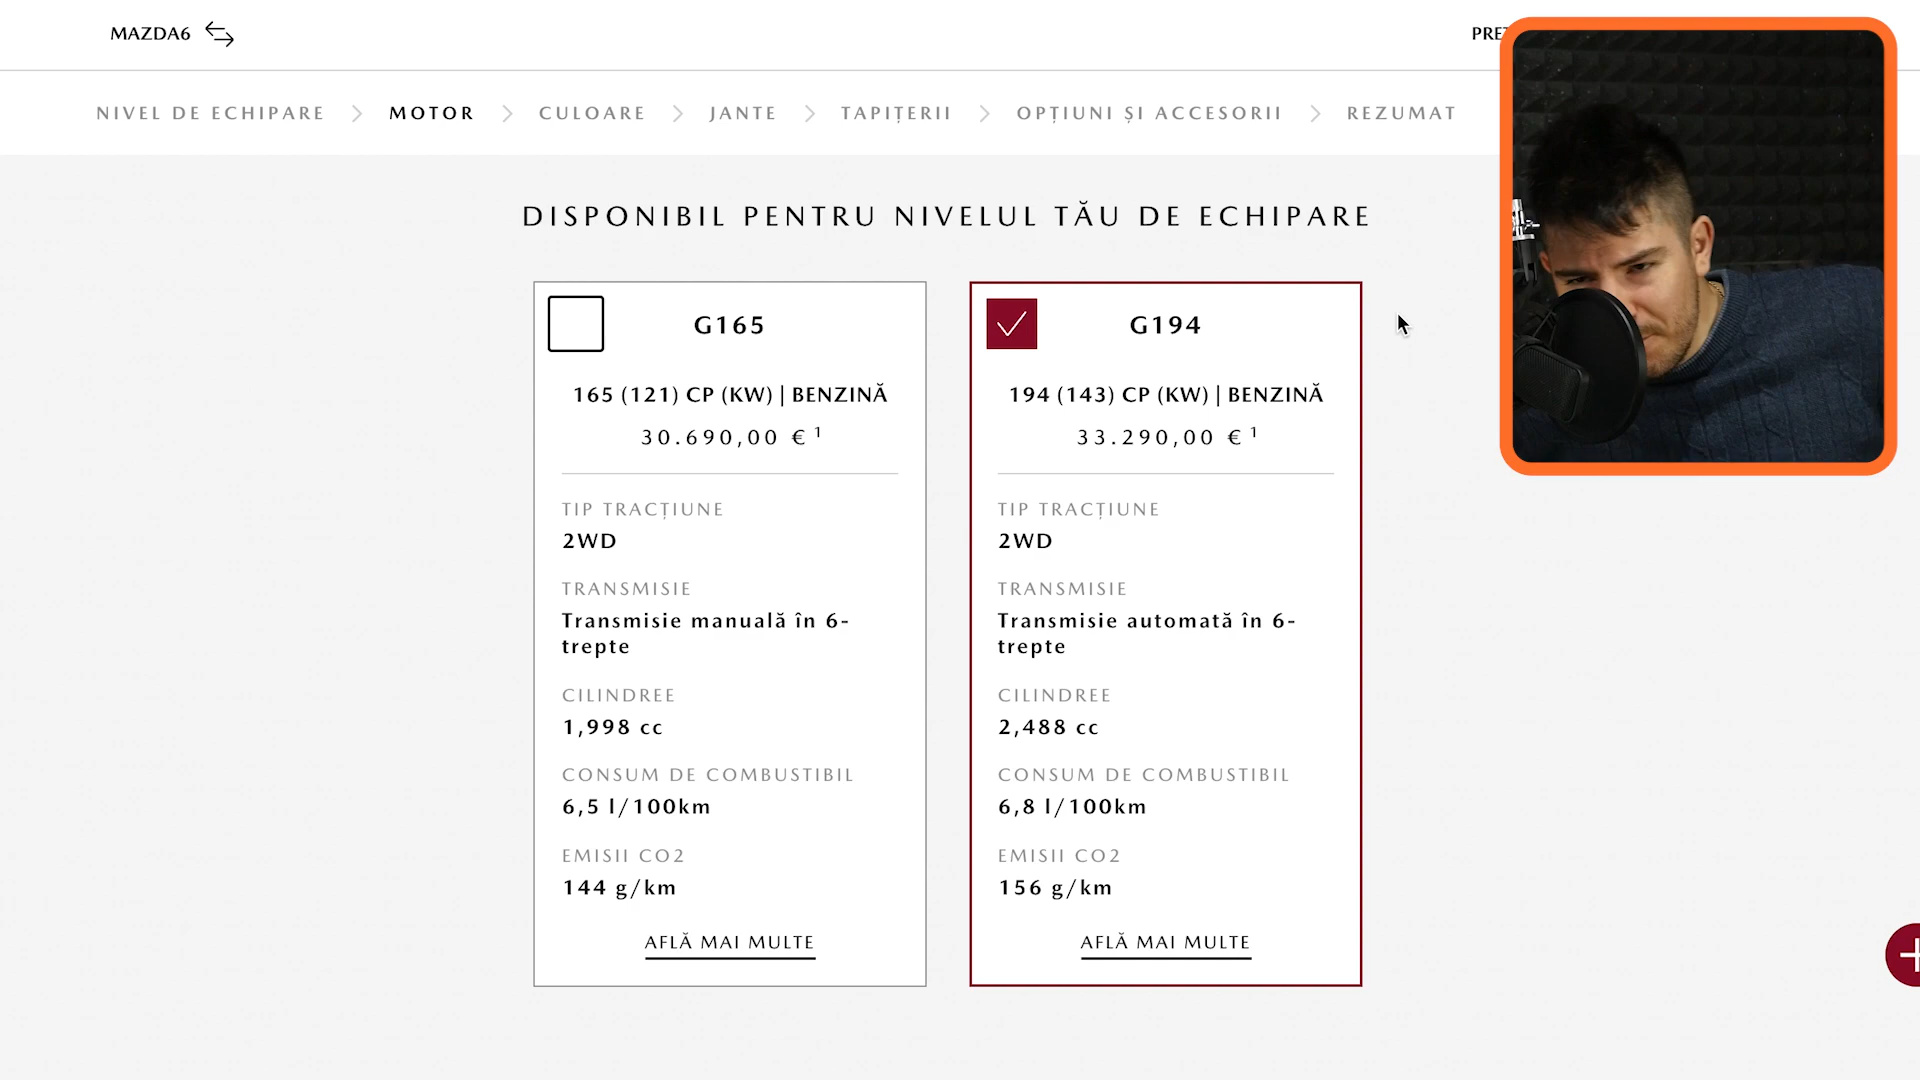 MAZDA6
NIVEL DE ECHIPARE
MOTOR
CULOARE
JANTE
TAPIȚERII
OPȚIUNI ȘI ACCESORII
REZUMAT
DISPONIBIL PENTRU NIVELUL TĂU DE ECHIPARE
G165
165 (121) CP (KW) | BENZINĂ
30.690,00 € 1
TIP TRACȚIUNE
2WD
TRANSMISIE
Transmisie manuală în 6-
trepte
CILINDREE
1,998 cc
CONSUM DE COMBUSTIBIL
6,5 l/100km
EMISII CO2
144 g/km
AFLĂ MAI MULTE
G194
194 (143) CP (KW) | BENZINĂ
33.290,00 € 1
TIP TRACȚIUNE
2WD
TRANSMISIE
Transmisie automată în 6-
trepte
CILINDREE
2,488 cc
CONSUM DE COMBUSTIBIL
6,8 l/100km
EMISII CO2
156 g/km
AFLĂ MAI MULTE